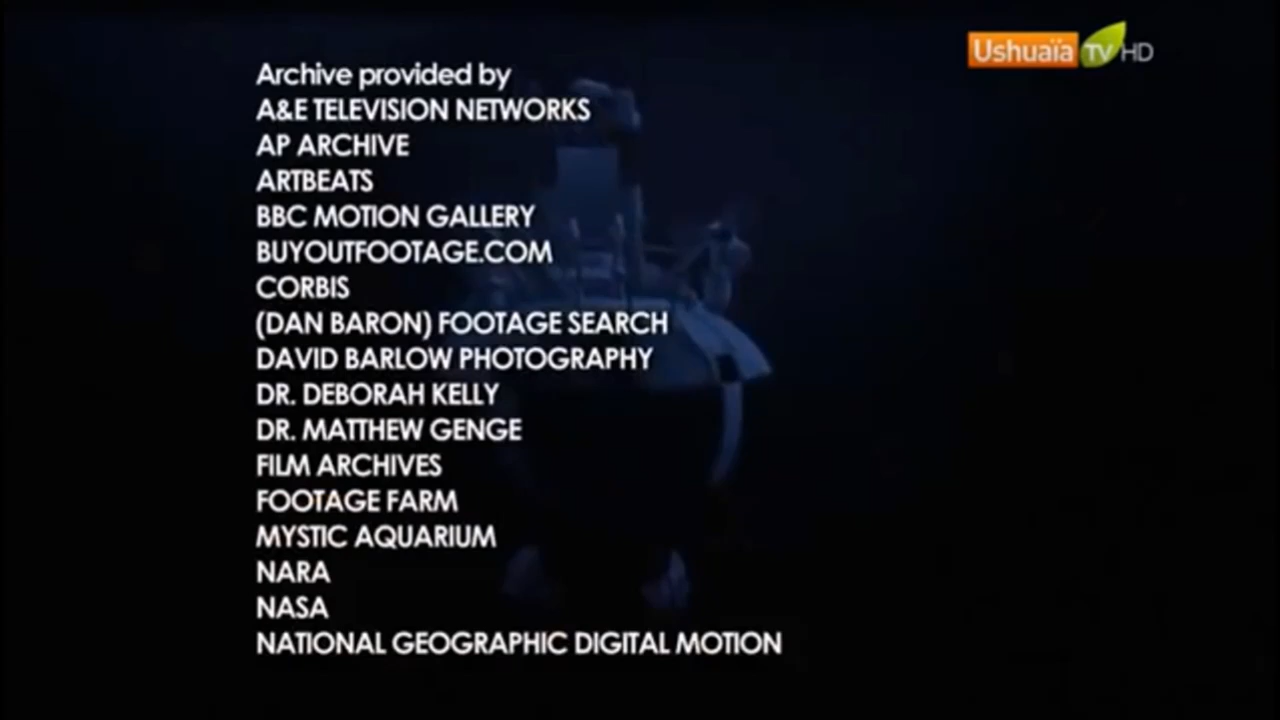 Ushuaïa TV HD
Archive provided by
A&E TELEVISION NETWORKS
AP ARCHIVE
ARTBEATS
BBC MOTION GALLERY
BUYOUTFOOTAGE.COM
CORBIS
(DAN BARON) FOOTAGE SEARCH
DAVID BARLOW PHOTOGRAPHY
DR. DEBORAH KELLY
DR. MATTHEW GENGE
FILM ARCHIVES
FOOTAGE FARM
MYSTIC AQUARIUM
NARA
NASA
NATIONAL GEOGRAPHIC DIGITAL MOTION